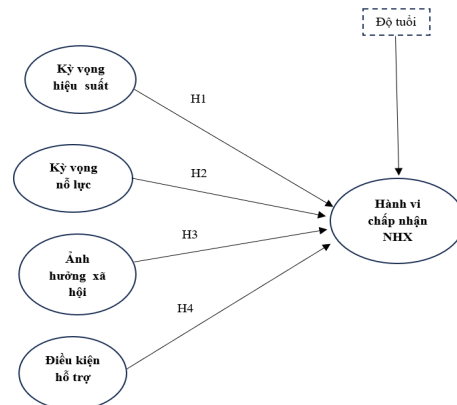 Độ tuổi
Kỳ vọng
hiệu suất
H1
Kỳ vọng
nỗ lực
H2
Hành vi
chấp nhận
NHX
Ảnh
hưởng xã
hội
H3
H4
Điều kiện
hỗ trợ